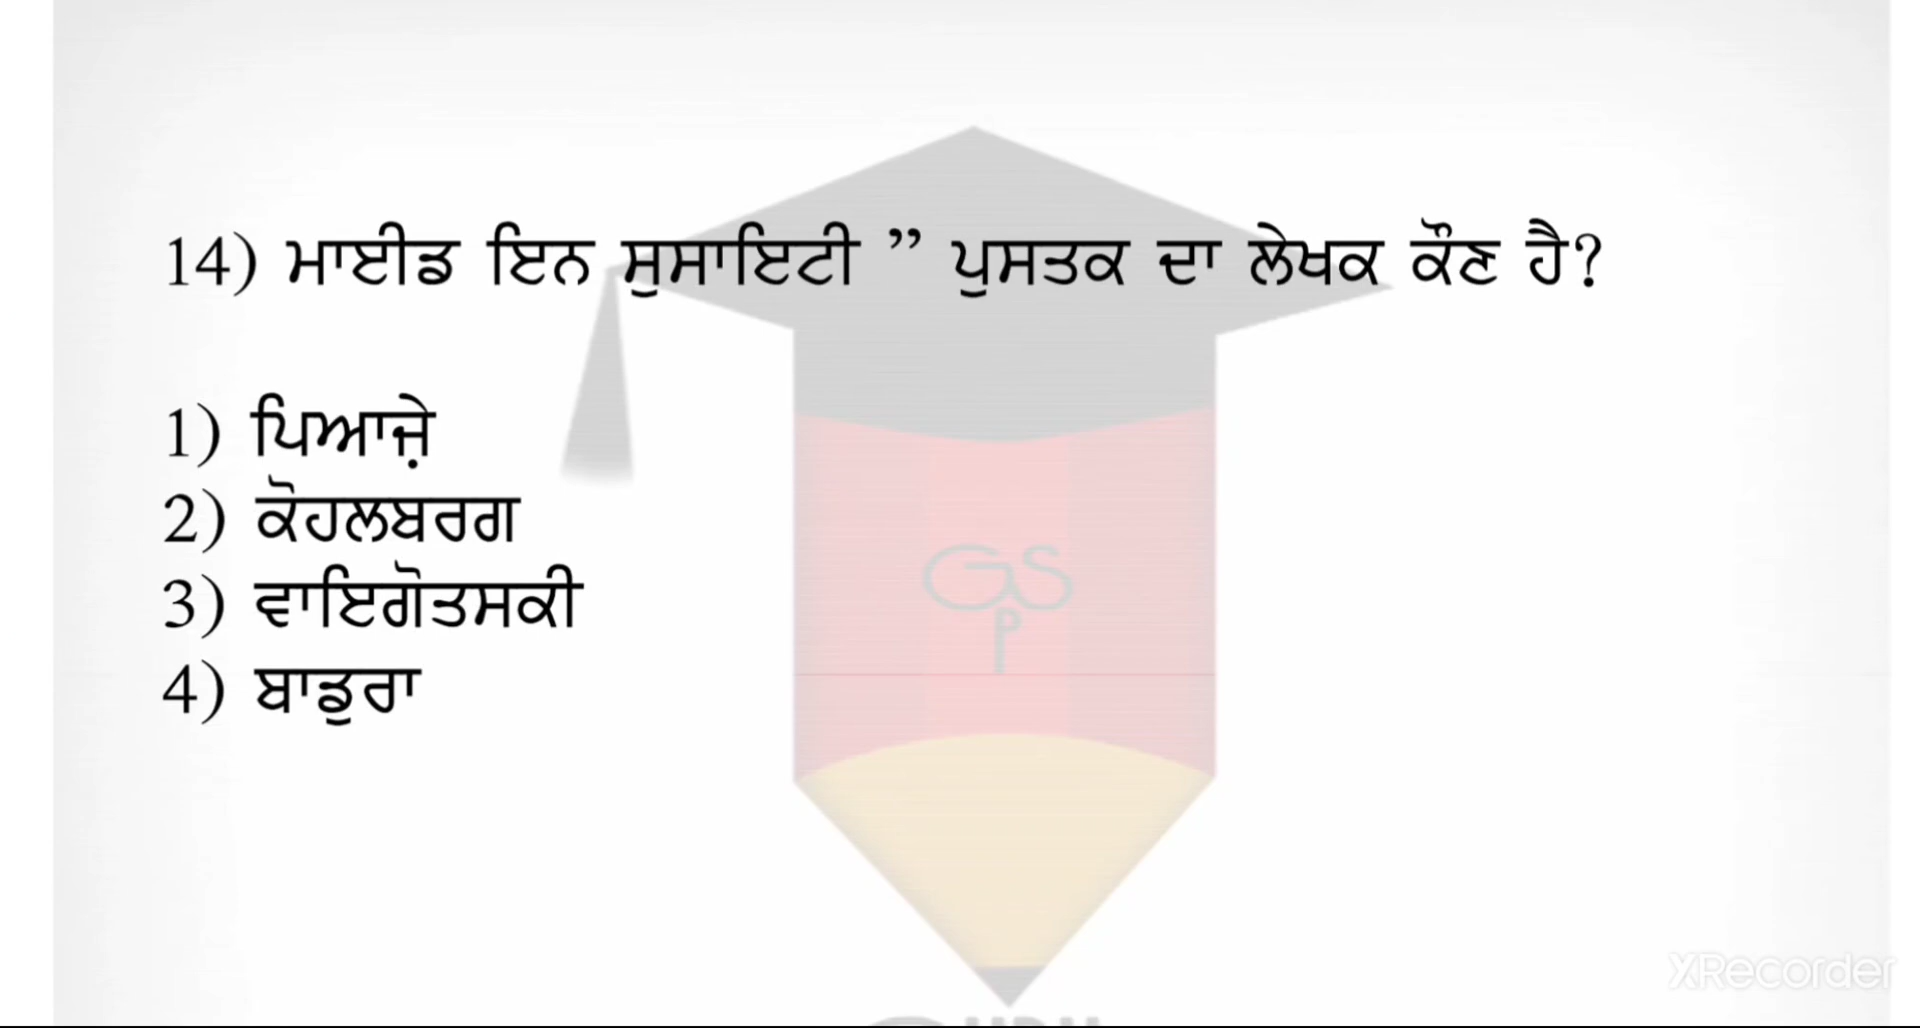 14) ਮਾਈਡ ਇਨ ਸੁਸਾਇਟੀ ” ਪੁਸਤਕ ਦਾ ਲੇਖਕ ਕੌਣ ਹੈ?
1) ਪਿਆਜ਼ੇ
2) ਕੋਹਲਬਰਗ
3) ਵਾਇਗੋਤਸਕੀ
4) ਬਾਡੁਰਾ
GSP
XRecorder